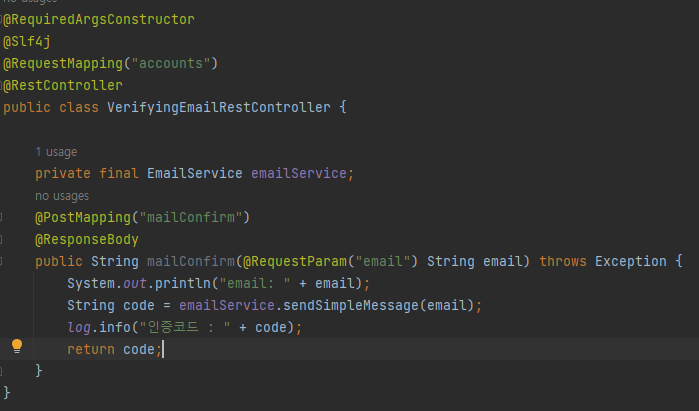 no usages
@RequiredArgsConstructor
@Slf4j
@RequestMapping("accounts")
@RestController
public class VerifyingEmailRestController {
1 usage
private final EmailService emailService;
no usages
@PostMapping("mailConfirm")
@ResponseBody
public String mailConfirm(@RequestParam("email") String email) throws Exception {
System.out.println("email: " + email);
String code = emailService.sendSimpleMessage(email);
log.info("인증코드 : " + code);
return code;
}
}